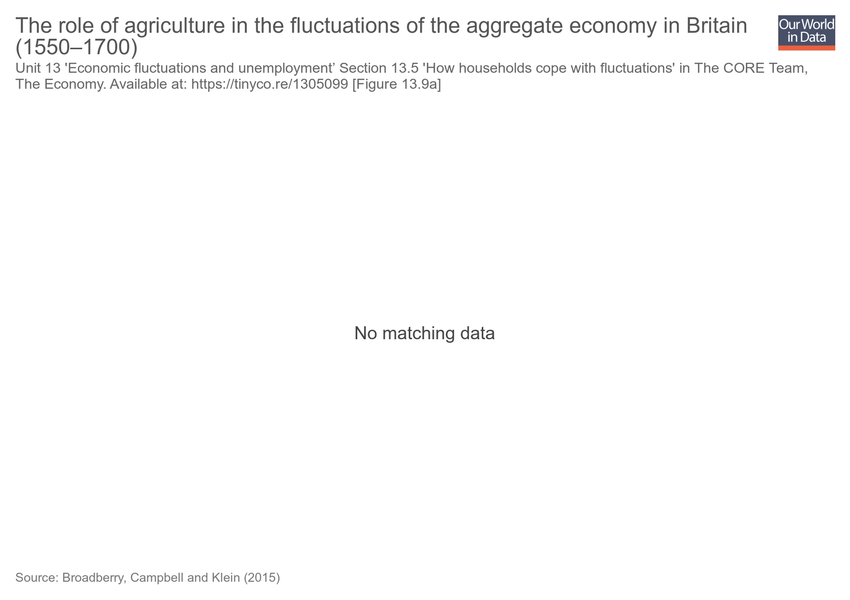 The role of agriculture in the fluctuations of the aggregate economy in Britain
(1550–1700)
Our World
in Data
Unit 13 'Economic fluctuations and unemployment’ Section 13.5 'How households cope with fluctuations' in The CORE Team,
The Economy. Available at: https://tinyco.re/1305099 [Figure 13.9a]
No matching data
Source: Broadberry, Campbell and Klein (2015)